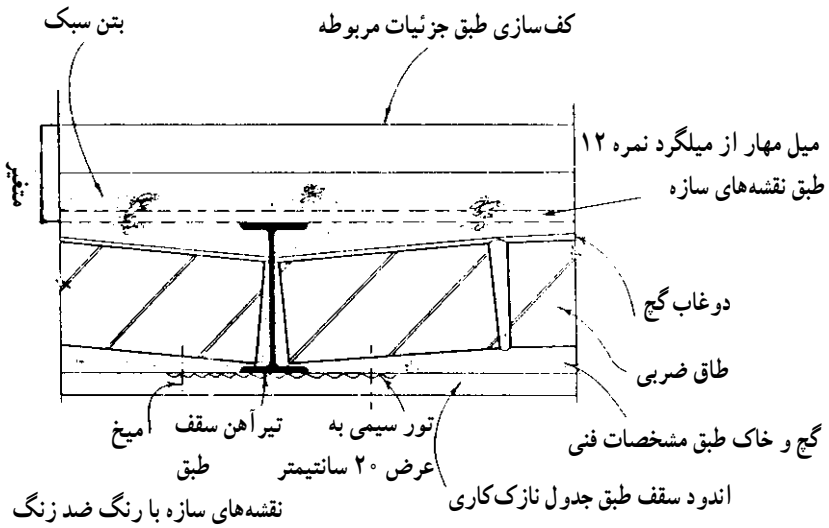 کف‌سازی طبق جزئیات مربوطه
بتن سبک
میل مهار از میلگرد نمره ۱۲
طبق نقشه‌های سازه
متغیر
دوغاب گچ
طاق ضربی
گچ و خاک طبق مشخصات فنی
اندود سقف طبق جدول نازک‌کاری
تور سیمی به
عرض ۲۰ سانتیمتر
تیرآهن سقف
طبق
نقشه‌های سازه با رنگ ضد زنگ
میخ